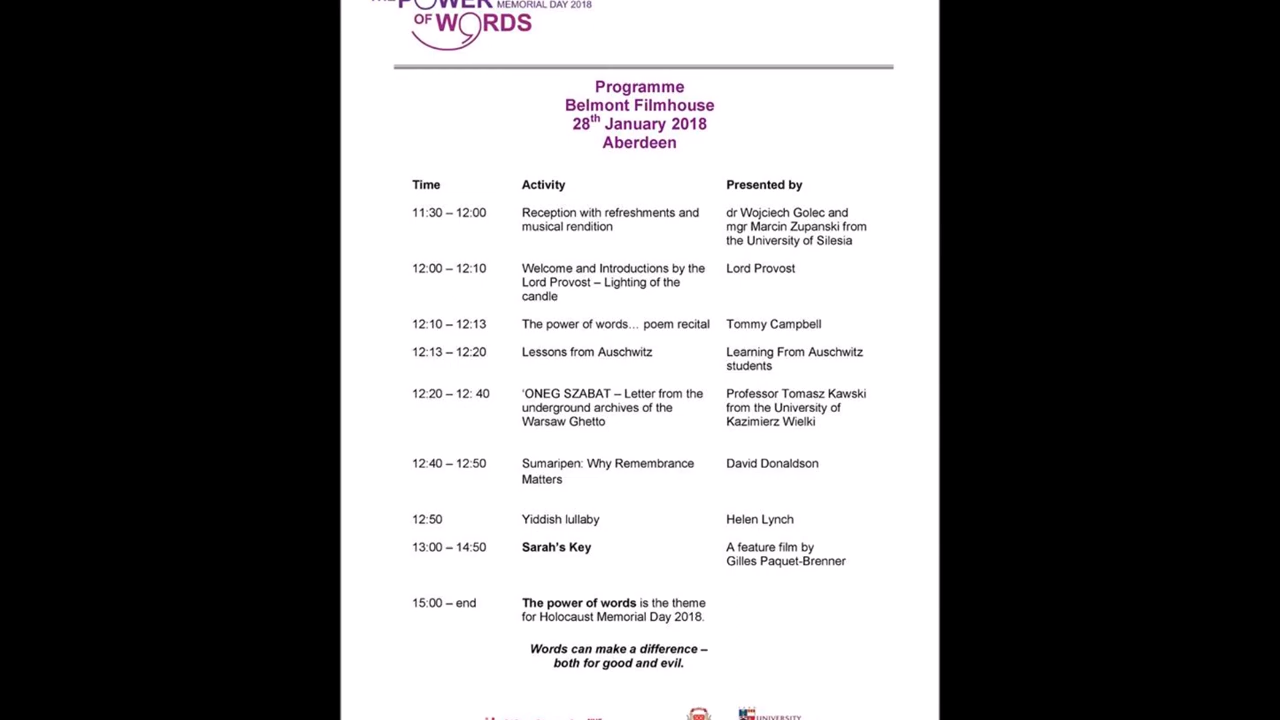 POWER MEMORIAL DAY 2018
OF WORDS
Programme
Belmont Filmhouse
28th January 2018
Aberdeen
Time Activity Presented by
11:30 – 12:00 Reception with refreshments and dr Wojciech Golec and
musical rendition mgr Marcin Zupanski from
the University of Silesia
12:00 – 12:10 Welcome and Introductions by the Lord Provost
Lord Provost – Lighting of the
candle
12:10 – 12:13 The power of words… poem recital Tommy Campbell
12:13 – 12:20 Lessons from Auschwitz Learning From Auschwitz
students
12:20 – 12: 40 ‘ONEG SZABAT – Letter from the Professor Tomasz Kawski
underground archives of the from the University of
Warsaw Ghetto Kazimierz Wielki
12:40 – 12:50 Sumaripen: Why Remembrance David Donaldson
Matters
12:50 Yiddish lullaby Helen Lynch
13:00 – 14:50 Sarah's Key A feature film by
Gilles Paquet-Brenner
15:00 – end The power of words is the theme
for Holocaust Memorial Day 2018.
Words can make a difference –
both for good and evil.
UNIVERSITY